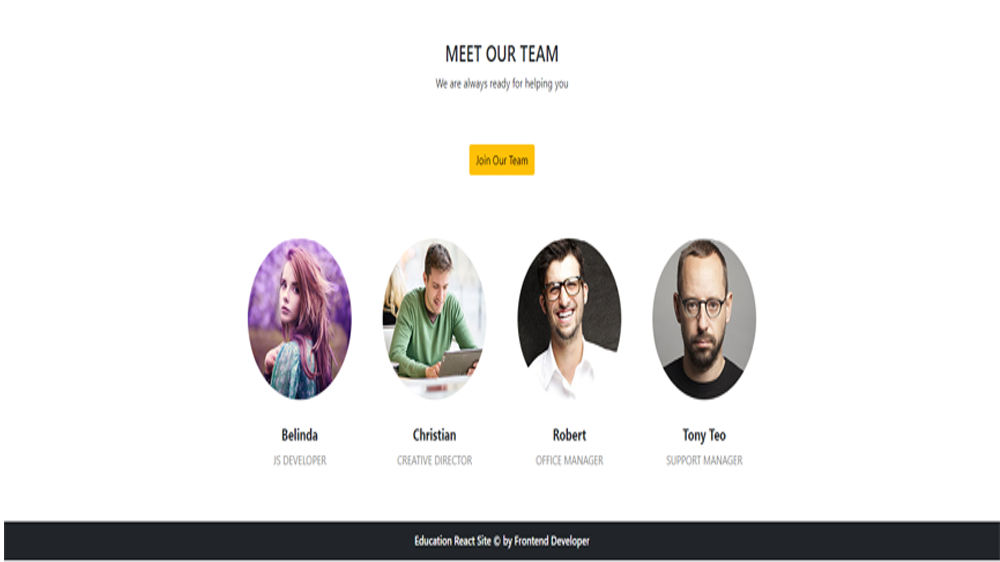 MEET OUR TEAM
We are always ready for helping you
Join Our Team
Belinda
JS DEVELOPER
Christian
CREATIVE DIRECTOR
Robert
OFFICE MANAGER
Tony Teo
SUPPORT MANAGER
Education React Site © by Frontend Developer